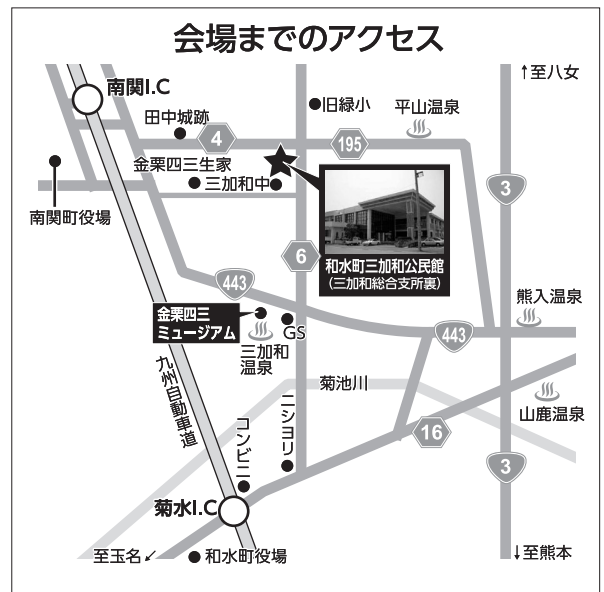 会場までのアクセス
南関I.C
↑至八女
旧緑小
田中城跡
平山温泉
4
195
金栗四三生家
三加和中
南関町役場
3
和水町三加和公民館
(三加和総合支所裏)
6
443
熊入温泉
金栗四三
ミュージアム
GS
三加和
温泉
443
九州自動車道
菊池川
山鹿温泉
ニシヨリ
コンビニ
16
3
菊水I.C
至玉名↙
和水町役場
↓至熊本